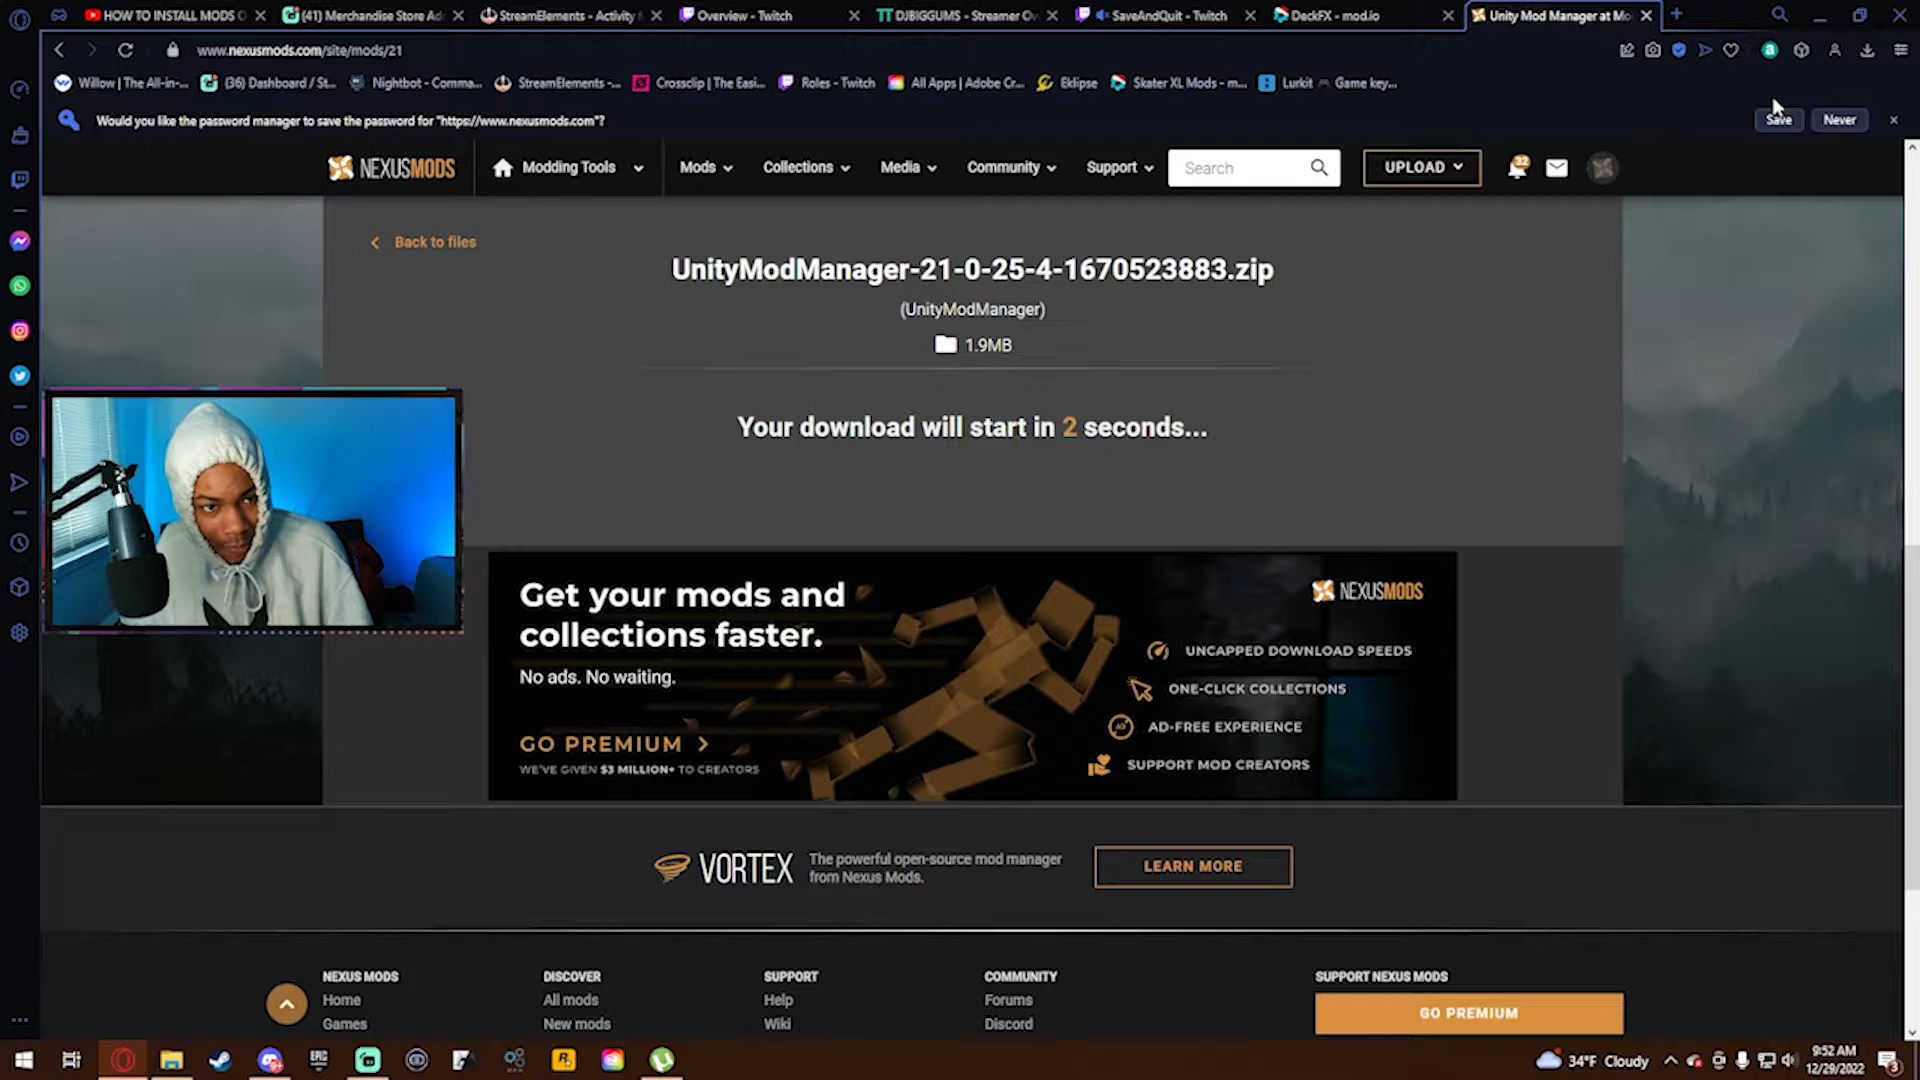 HOW TO INSTALL MODS O
(41) Merchandise Store Ad
StreamElements - Activity f
Overview - Twitch
DJBIGGUMS - Streamer Ov
SaveAndQuit - Twitch
DeckFX - mod.io
Unity Mod Manager at Mo
www.nexusmods.com/site/mods/21
Willow | The All-in-...
(36) Dashboard / St...
Nightbot - Comma...
StreamElements -...
Crossclip | The Easi...
Roles - Twitch
All Apps | Adobe Cr...
Eklipse
Skater XL Mods - m...
Lurkit 🎮 Game key...
Would you like the password manager to save the password for "https://www.nexusmods.com"?
Save
Never
NEXUSMODS
Modding Tools
Mods
Collections
Media
Community
Support
Search
UPLOAD
32
Back to files
UnityModManager-21-0-25-4-1670523883.zip
(UnityModManager)
1.9MB
Your download will start in 2 seconds...
Get your mods and
collections faster.
No ads. No waiting.
GO PREMIUM
WE'VE GIVEN $3 MILLION+ TO CREATORS
NEXUSMODS
UNCAPPED DOWNLOAD SPEEDS
ONE-CLICK COLLECTIONS
AD-FREE EXPERIENCE
SUPPORT MOD CREATORS
VORTEX
The powerful open-source mod manager
from Nexus Mods.
LEARN MORE
NEXUS MODS
Home
Games
DISCOVER
All mods
New mods
SUPPORT
Help
Wiki
COMMUNITY
Forums
Discord
SUPPORT NEXUS MODS
GO PREMIUM
EPIC
34°F Cloudy
9:52 AM
12/29/2022
3